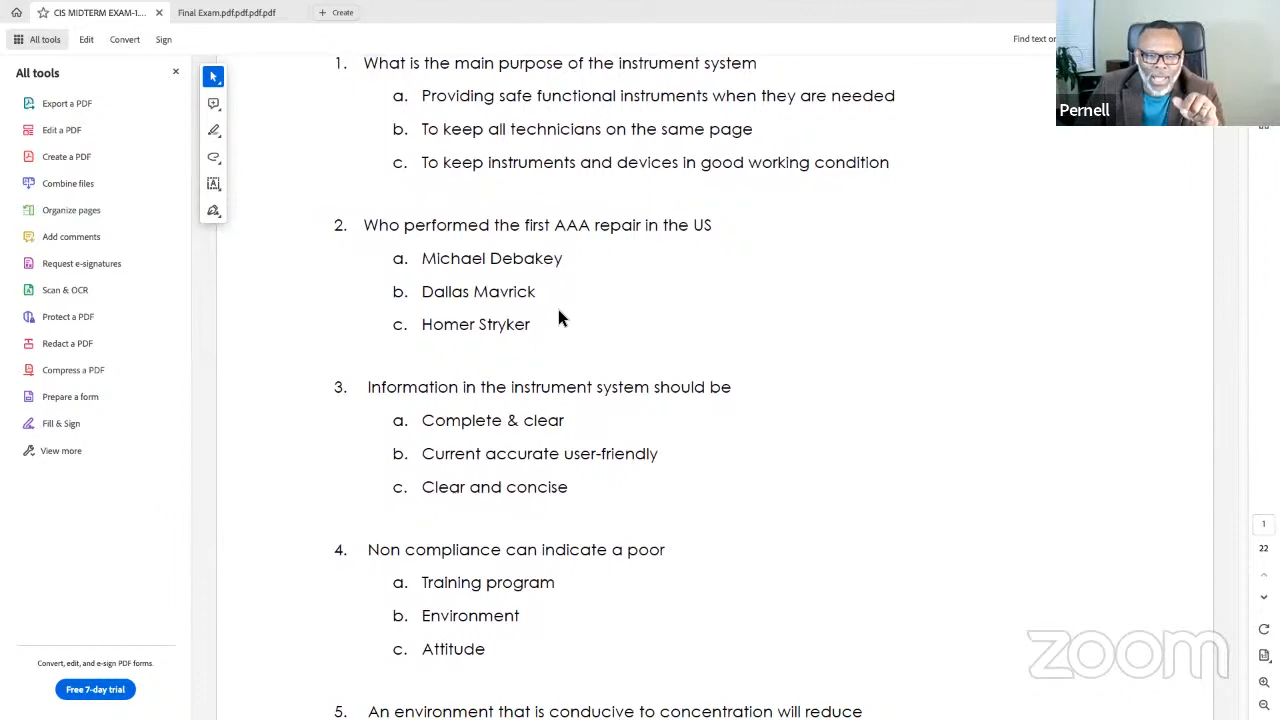 CIS MIDTERM EXAM-1....
Final Exam.pdf.pdf.pdf.pdf
Create
All tools
Edit
Convert
Sign
Find text or
All tools
Export a PDF
Edit a PDF
Create a PDF
Combine files
Organize pages
Add comments
Request e-signatures
Scan & OCR
Protect a PDF
Redact a PDF
Compress a PDF
Prepare a form
Fill & Sign
View more
Convert, edit, and e-sign PDF forms.
Free 7-day trial
1. What is the main purpose of the instrument system
a. Providing safe functional instruments when they are needed
b. To keep all technicians on the same page
c. To keep instruments and devices in good working condition
2. Who performed the first AAA repair in the US
a. Michael Debakey
b. Dallas Mavrick
c. Homer Stryker
3. Information in the instrument system should be
a. Complete & clear
b. Current accurate user-friendly
c. Clear and concise
4. Non compliance can indicate a poor
a. Training program
b. Environment
c. Attitude
5. An environment that is conducive to concentration will reduce
Pernell
1
22
zoom